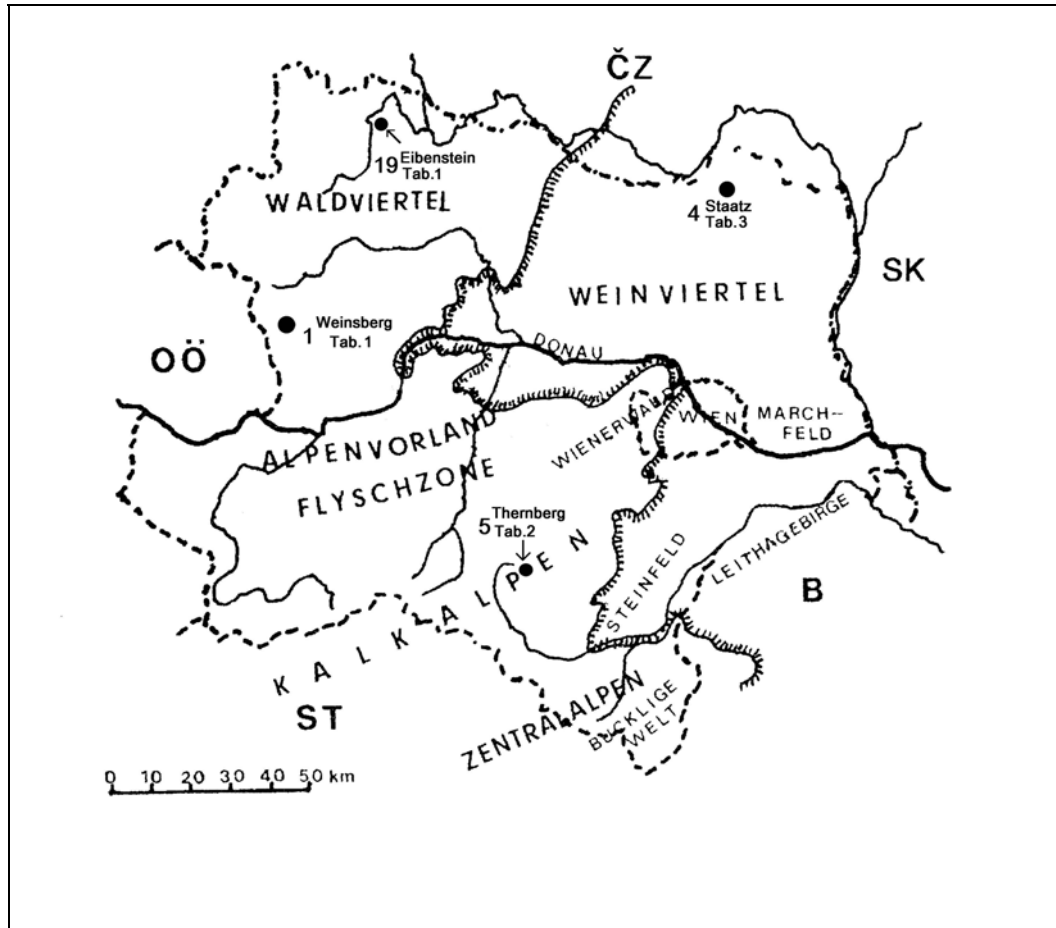 ČZ
19 Eibenstein
Tab.1
WALDVIERTEL
4 Staatz
Tab.3
SK
WEINVIERTEL
1 Weinsberg
Tab.1
OÖ
DONAU
WIENERWALD
WIEN
MARCH-
FELD
ALPENVORLAND
FLYSCHZONE
5 Thernberg
Tab.2
KALKALPEN
STEINFELD
LEITHAGEBIRGE
B
ST
ZENTRALALPEN
BUCKLIGE
WELT
0 10 20 30 40 50 km